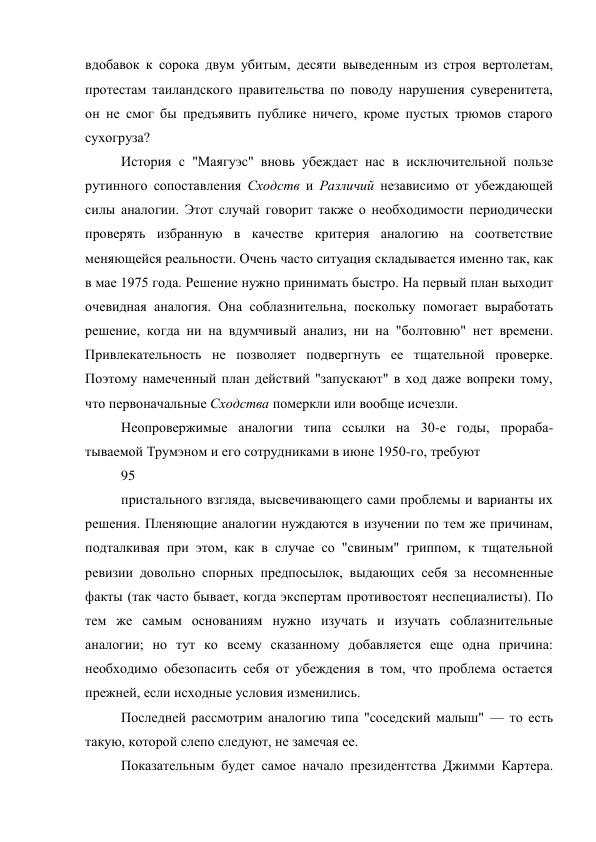 вдобавок к сорока двум убитым, десяти выведенным из строя вертолетам,
протестам таиландского правительства по поводу нарушения суверенитета,
он не смог бы предъявить публике ничего, кроме пустых трюмов старого
сухогруза?
История с "Маягуэс" вновь убеждает нас в исключительной пользе
рутинного сопоставления Сходств и Различий независимо от убеждающей
силы аналогии. Этот случай говорит также о необходимости периодически
проверять избранную в качестве критерия аналогию на соответствие
меняющейся реальности. Очень часто ситуация складывается именно так, как
в мае 1975 года. Решение нужно принимать быстро. На первый план выходит
очевидная аналогия. Она соблазнительна, поскольку помогает выработать
решение, когда ни на вдумчивый анализ, ни на "болтовню" нет времени.
Привлекательность не позволяет подвергнуть ее тщательной проверке.
Поэтому намеченный план действий "запускают" в ход даже вопреки тому,
что первоначальные Сходства померкли или вообще исчезли.
Неопровержимые аналогии типа ссылки на 30-е годы, прораба-
тываемой Трумэном и его сотрудниками в июне 1950-го, требуют
95
пристального взгляда, высвечивающего сами проблемы и варианты их
решения. Пленяющие аналогии нуждаются в изучении по тем же причинам,
подталкивая при этом, как в случае со "свиным" гриппом, к тщательной
ревизии довольно спорных предпосылок, выдающих себя за несомненные
факты (так часто бывает, когда экспертам противостоят неспециалисты). По
тем же самым основаниям нужно изучать и изучать соблазнительные
аналогии; но тут ко всему сказанному добавляется еще одна причина:
необходимо обезопасить себя от убеждения в том, что проблема остается
прежней, если исходные условия изменились.
Последней рассмотрим аналогию типа "соседский малыш" — то есть
такую, которой слепо следуют, не замечая ее.
Показательным будет самое начало президентства Джимми Картера.